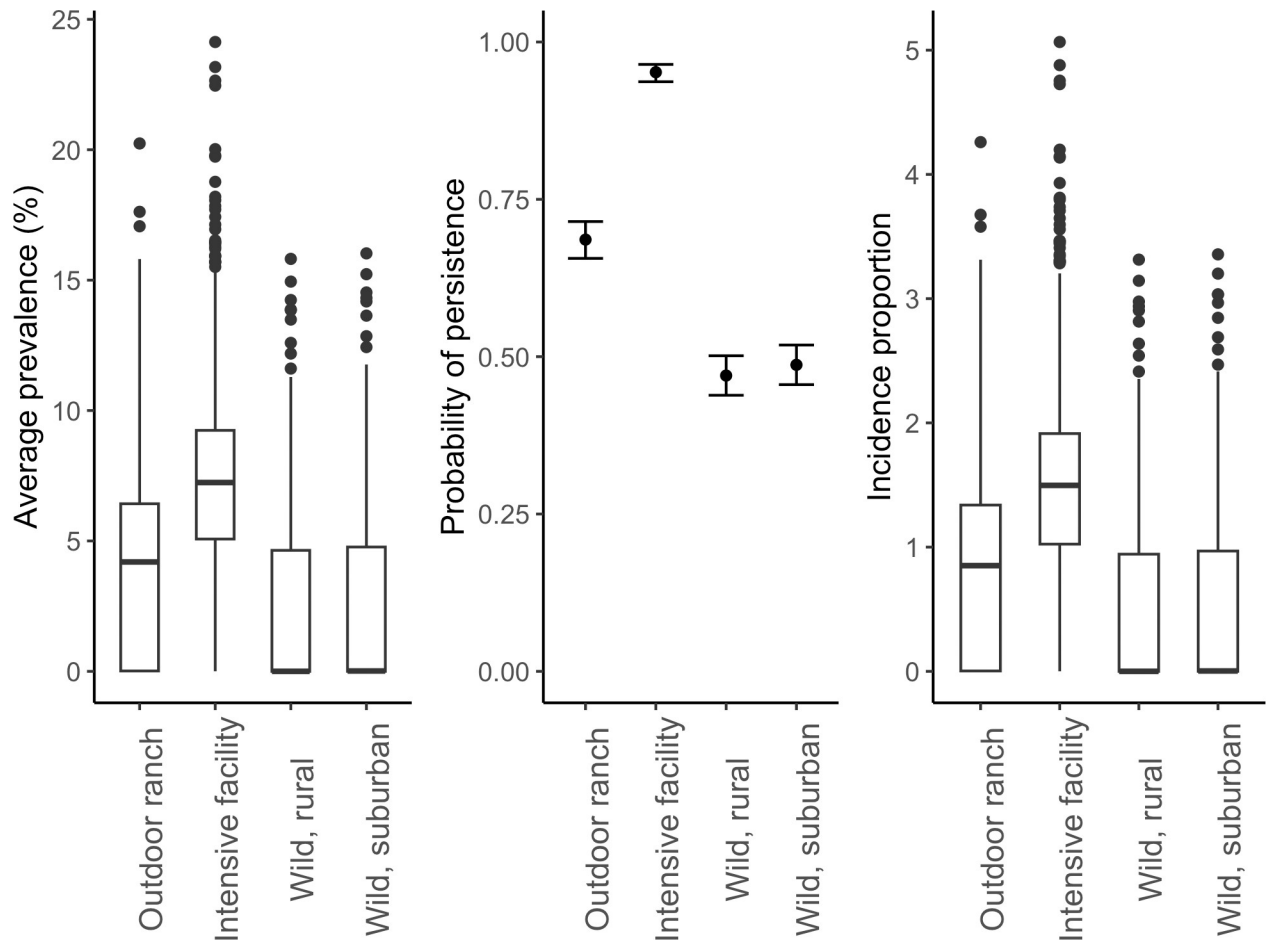 Average prevalence (%)
25
20
15
10
5
0
Outdoor ranch
Intensive facility
Wild, rural
Wild, suburban
Probability of persistence
1.00
0.75
0.50
0.25
0.00
Outdoor ranch
Intensive facility
Wild, rural
Wild, suburban
Incidence proportion
5
4
3
2
1
0
Outdoor ranch
Intensive facility
Wild, rural
Wild, suburban